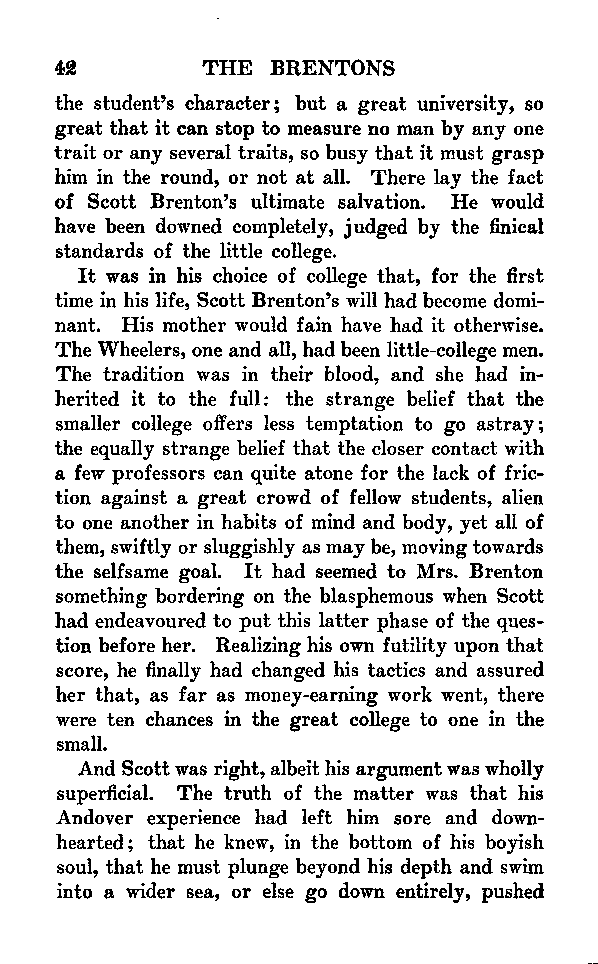 42 THE BRENTONS
the student's character; but a great university, so
great that it can stop to measure no man by any one
trait or any several traits, so busy that it must grasp
him in the round, or not at all. There lay the fact
of Scott Brenton's ultimate salvation. He would
have been downed completely, judged by the finical
standards of the little college.
It was in his choice of college that, for the first
time in his life, Scott Brenton's will had become domi-
nant. His mother would fain have had it otherwise.
The Wheelers, one and all, had been little-college men.
The tradition was in their blood, and she had in-
herited it to the full: the strange belief that the
smaller college offers less temptation to go astray;
the equally strange belief that the closer contact with
a few professors can quite atone for the lack of fric-
tion against a great crowd of fellow students, alien
to one another in habits of mind and body, yet all of
them, swiftly or sluggishly as may be, moving towards
the selfsame goal. It had seemed to Mrs. Brenton
something bordering on the blasphemous when Scott
had endeavoured to put this latter phase of the ques-
tion before her. Realizing his own futility upon that
score, he finally had changed his tactics and assured
her that, as far as money-earning work went, there
were ten chances in the great college to one in the
small.
And Scott was right, albeit his argument was wholly
superficial. The truth of the matter was that his
Andover experience had left him sore and down-
hearted; that he knew, in the bottom of his boyish
soul, that he must plunge beyond his depth and swim
into a wider sea, or else go down entirely, pushed